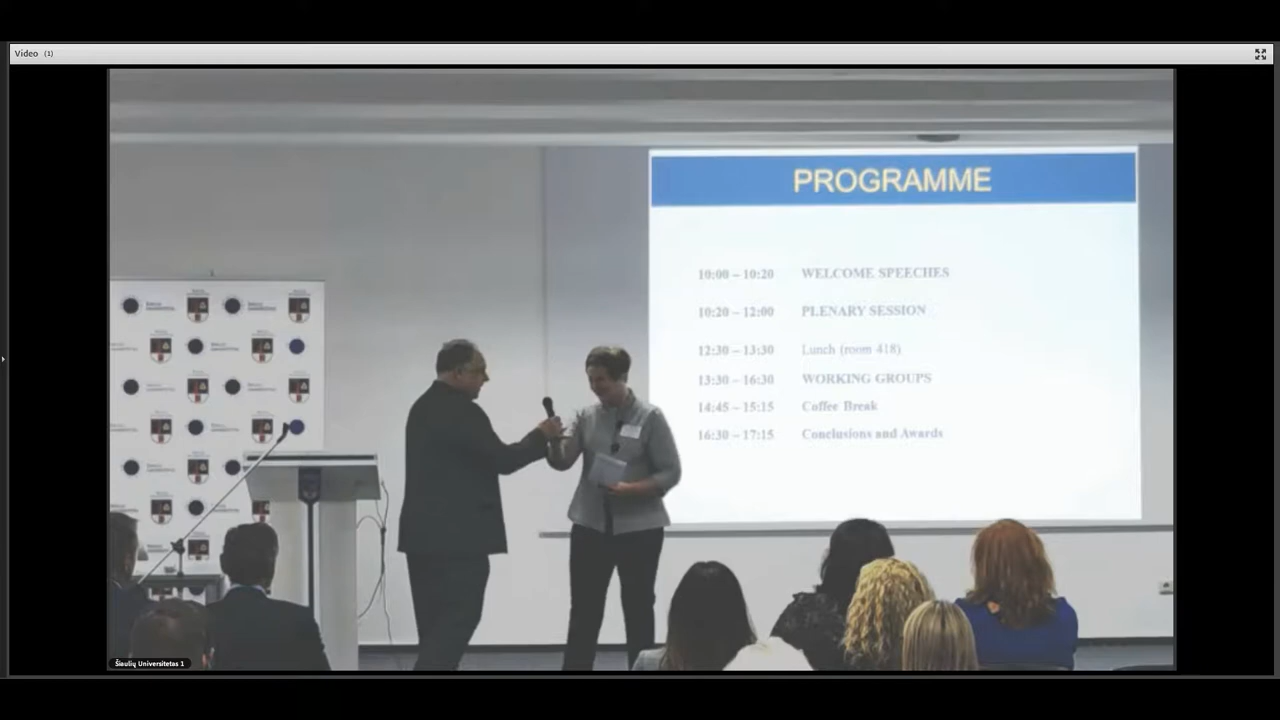 Video (1)
PROGRAMME
10:00 – 10:20 WELCOME SPEECHES
10:20 – 12:00 PLENARY SESSION
12:30 – 13:30 Lunch (room 418)
13:30 – 16:30 WORKING GROUPS
14:45 – 15:15 Coffee Break
16:30 – 17:15 Conclusions and Awards
Šiaulių Universitetas 1